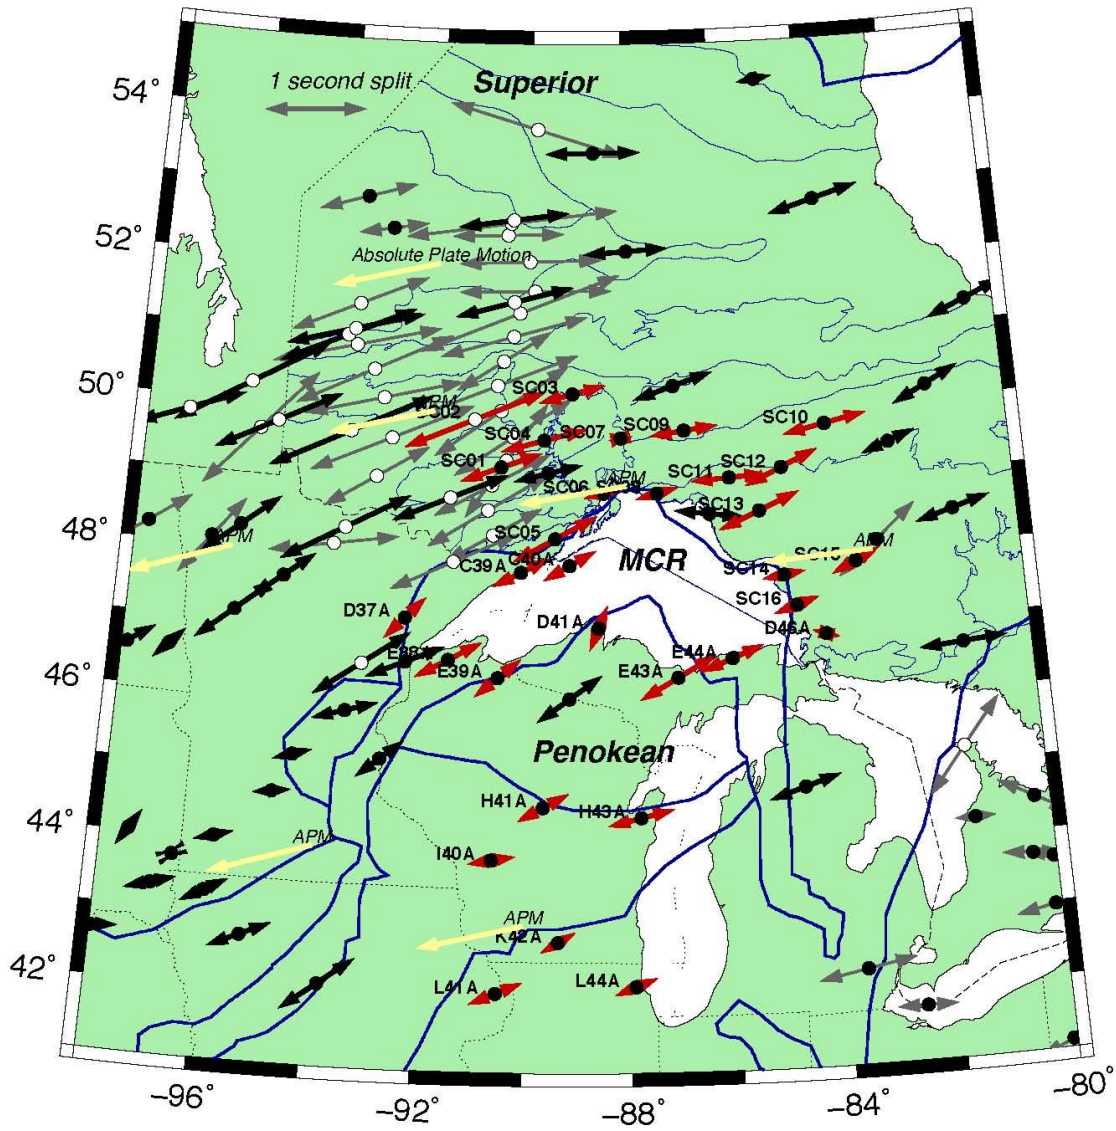 54°
1 second split
Superior
52°
Absolute Plate Motion
50°
SC03
APM
SC02
SC04
SC07
SC09
SC10
SC01
SC11
SC12
APM
SC06
SC13
48°
SC05
APM
MCR
APM
SC15
C39A
C40A
SC14
SC16
D37A
D41A
D46A
46°
E38A
E39A
E44A
E43A
Penokean
H41A
H43A
44°
APM
I40A
APM
K42A
42°
L41A
L44A
−96°
−92°
−88°
−84°
−80°